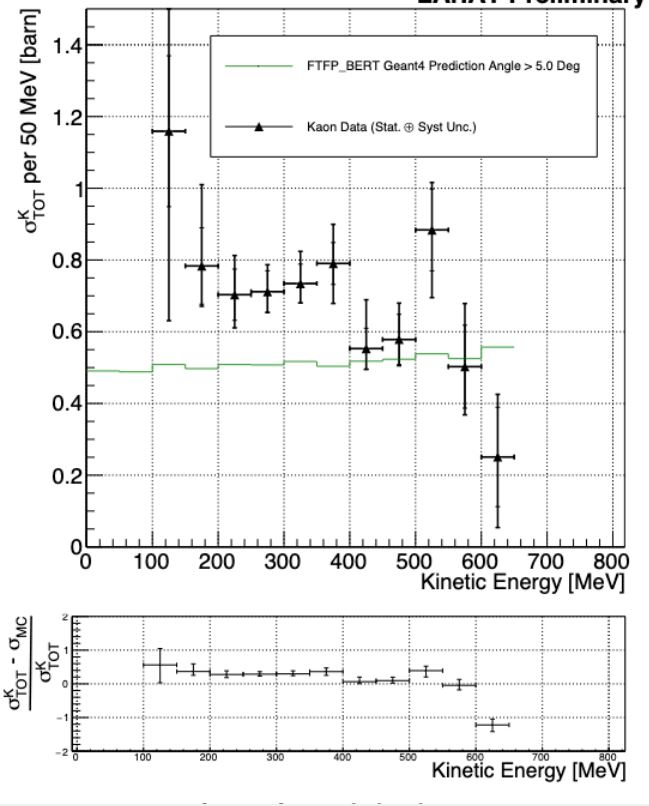 Preliminary
σ^K_TOT per 50 MeV [barn]
1.4
1.2
1
0.8
0.6
0.4
0.2
0
FTFP_BERT Geant4 Prediction Angle > 5.0 Deg
Kaon Data (Stat. ⊕ Syst Unc.)
0 100 200 300 400 500 600 700 800
Kinetic Energy [MeV]
σ^K_TOT - σ_MC
σ^K_TOT
2
1
0
−1
−2
0 100 200 300 400 500 600 700 800
Kinetic Energy [MeV]